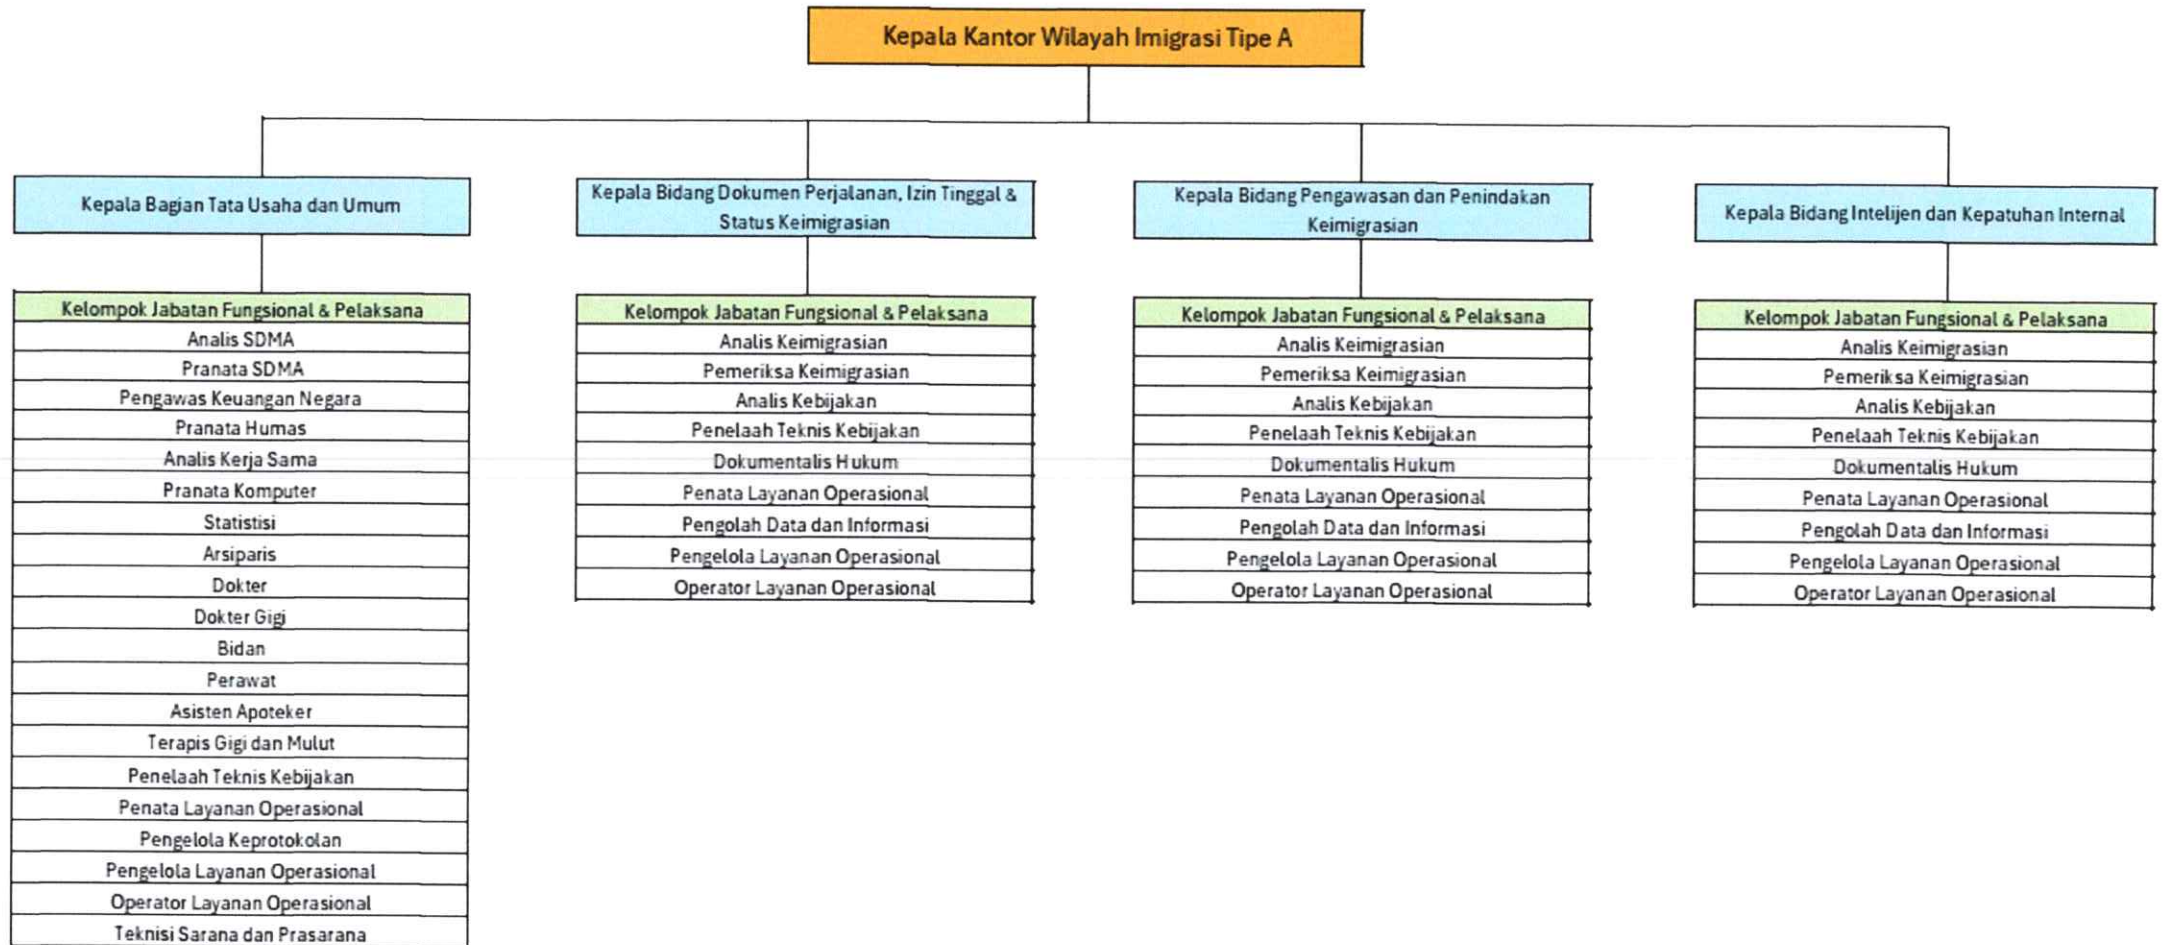 Kepala Kantor Wilayah Imigrasi Tipe A
Kepala Bagian Tata Usaha dan Umum
Kelompok Jabatan Fungsional & Pelaksana
Analis SDMA
Pranata SDMA
Pengawas Keuangan Negara
Pranata Humas
Analis Kerja Sama
Pranata Komputer
Statistisi
Arsiparis
Dokter
Dokter Gigi
Bidan
Perawat
Asisten Apoteker
Terapis Gigi dan Mulut
Penelaah Teknis Kebijakan
Penata Layanan Operasional
Pengelola Keprotokolan
Pengelola Layanan Operasional
Operator Layanan Operasional
Teknisi Sarana dan Prasarana
Kepala Bidang Dokumen Perjalanan, Izin Tinggal &
Status Keimigrasian
Kelompok Jabatan Fungsional & Pelaksana
Analis Keimigrasian
Pemeriksa Keimigrasian
Analis Kebijakan
Penelaah Teknis Kebijakan
Dokumentalis Hukum
Penata Layanan Operasional
Pengolah Data dan Informasi
Pengelola Layanan Operasional
Operator Layanan Operasional
Kepala Bidang Pengawasan dan Penindakan
Keimigrasian
Kelompok Jabatan Fungsional & Pelaksana
Analis Keimigrasian
Pemeriksa Keimigrasian
Analis Kebijakan
Penelaah Teknis Kebijakan
Dokumentalis Hukum
Penata Layanan Operasional
Pengolah Data dan Informasi
Pengelola Layanan Operasional
Operator Layanan Operasional
Kepala Bidang Intelijen dan Kepatuhan Internal
Kelompok Jabatan Fungsional & Pelaksana
Analis Keimigrasian
Pemeriksa Keimigrasian
Analis Kebijakan
Penelaah Teknis Kebijakan
Dokumentalis Hukum
Penata Layanan Operasional
Pengolah Data dan Informasi
Pengelola Layanan Operasional
Operator Layanan Operasional